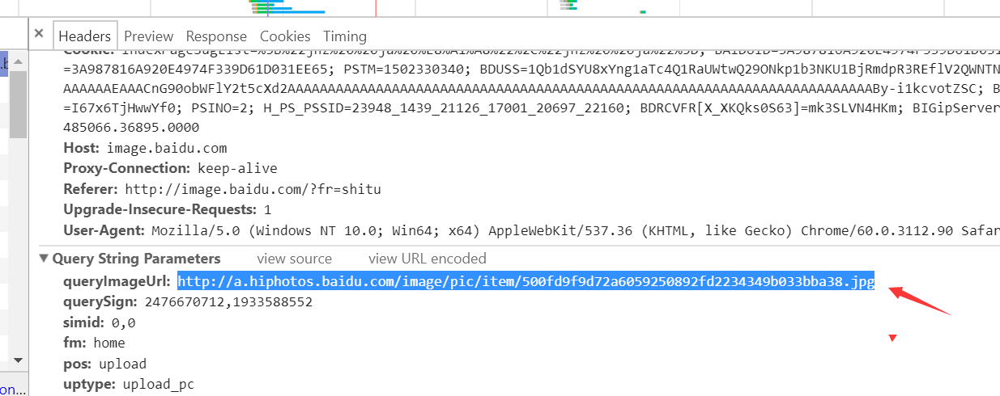 Headers Preview Response Cookies Timing
=3A987816A920E4974F339D61D031EE65; PSTM=1502330340; BDUSS=1Qb1dSYU8xYng1aTc4Q1RaUWtwQ29ONkp1b3NKU1BjRmdpR3REflV2QWNTN
485066.36895.0000
=I67x6TjHwwYf0; PSINO=2; H_PS_PSSID=23948_1439_21126_17001_20697_22160; BDRCVFR[X_XKQks0S63]=mk3SLVN4HKm; BIGipServer
Host: image.baidu.com
Proxy-Connection: keep-alive
Referer: http://image.baidu.com/?fr=shitu
Upgrade-Insecure-Requests: 1
User-Agent: Mozilla/5.0 (Windows NT 10.0; Win64; x64) AppleWebKit/537.36 (KHTML, like Gecko) Chrome/60.0.3112.90 Safar
Query String Parameters view source view URL encoded
queryImageUrl: http://a.hiphotos.baidu.com/image/pic/item/500fd9f9d72a6059250892fd2234349b033bba38.jpg
querySign: 2476670712,1933588552
simid: 0,0
fm: home
pos: upload
uptype: upload_pc
on...